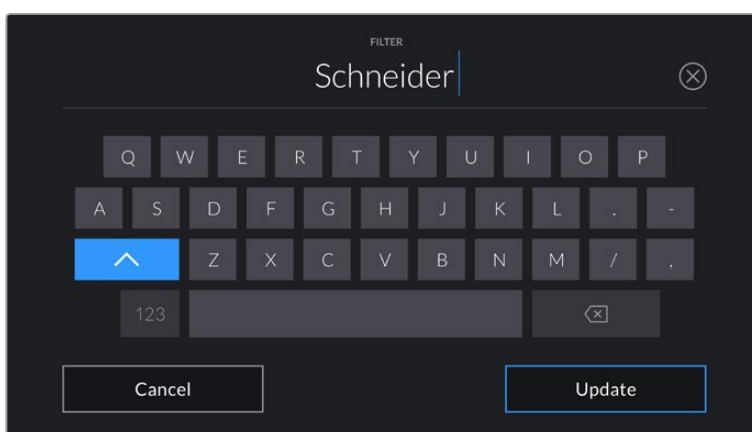 FILTER
Schneider
Q W E R T Y U I O P
A S D F G H J K L . -
Z X C V B N M / ,
123
Cancel Update